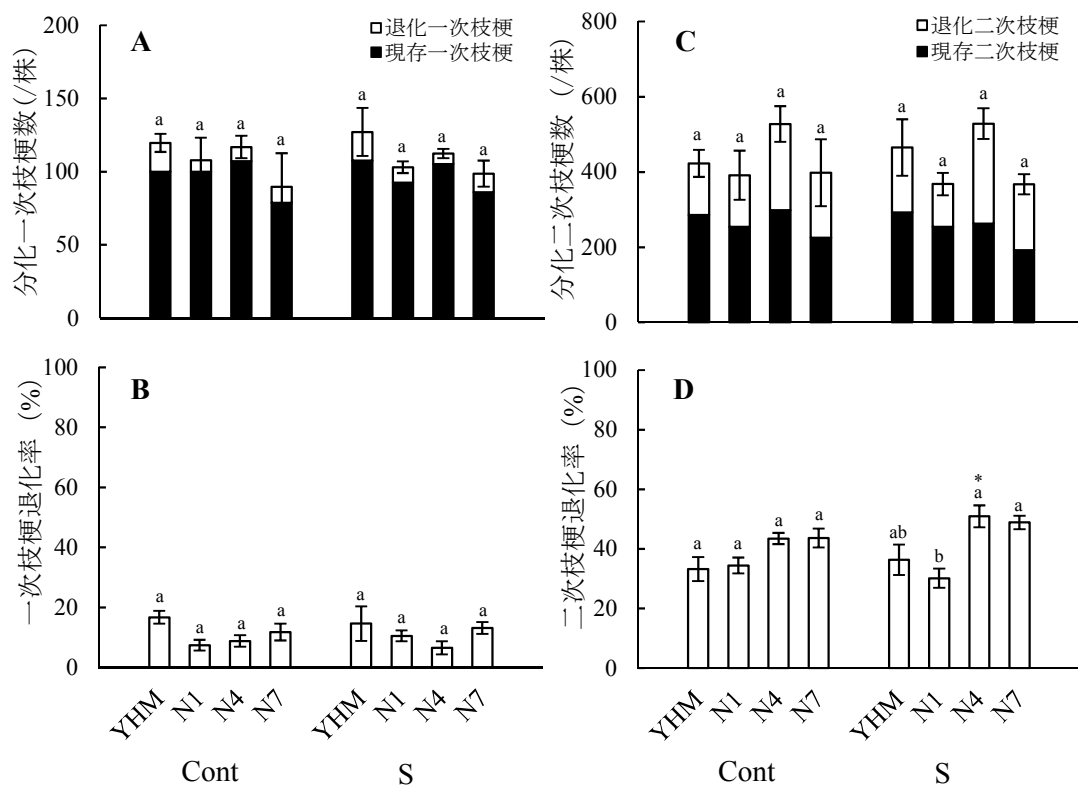 A
退化一次枝梗
現存一次枝梗
分化一次枝梗数(/株)
200
150
100
50
0
a a a a a a a a
C
退化二次枝梗
現存二次枝梗
分化二次枝梗数 (/株)
800
600
400
200
0
a a a a a a a a
B
一次枝梗退化率 (%)
100
80
60
40
20
0
a a a a a a a a
YHM N1 N4 N7 YHM N1 N4 N7
Cont S
D
二次枝梗退化率 (%)
100
80
60
40
20
0
*
a a a a ab b a a
YHM N1 N4 N7 YHM N1 N4 N7
Cont S